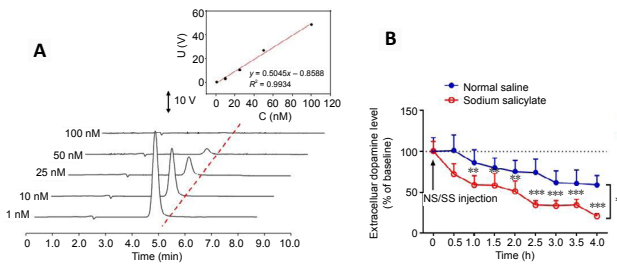 A
60
40
20
0
U (V)
y = 0.5045x – 0.8588
R² = 0.9934
0 20 40 60 80 100 120
C (nM)
10 V
100 nM
50 nM
25 nM
10 nM
1 nM
0.0 1.0 2.0 3.0 4.0 5.0 6.0 7.0 8.0 9.0 10.0
Time (min)
B
Normal saline
Sodium salicylate
Extracelluar dopamine level
(% of baseline)
150
100
50
0
** ** ** *** *** *** ***
NS/SS injection
0 0.5 1.0 1.5 2.0 2.5 3.0 3.5 4.0
Time (h)